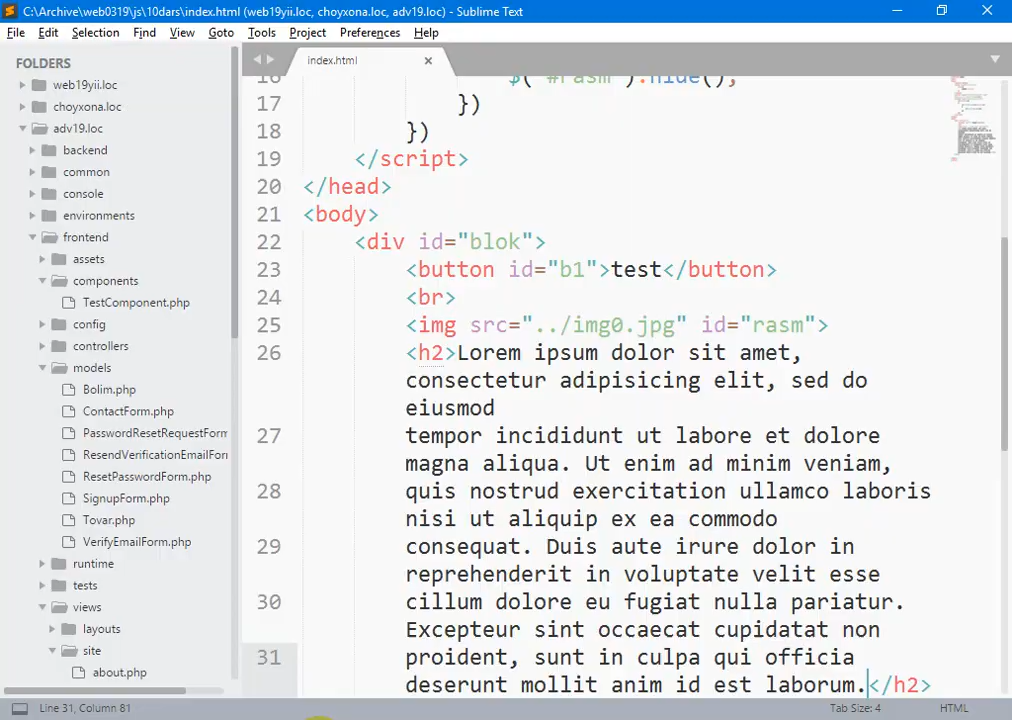 C:\Archive\web0319\js\10dars\index.html (web19yii.loc, choyxona.loc, adv19.loc) - Sublime Text
File Edit Selection Find View Goto Tools Project Preferences Help
FOLDERS
web19yii.loc
choyxona.loc
adv19.loc
backend
common
console
environments
frontend
assets
components
TestComponent.php
config
controllers
models
Bolim.php
ContactForm.php
PasswordResetRequestForm
ResendVerificationEmailForm
ResetPasswordForm.php
SignupForm.php
Tovar.php
VerifyEmailForm.php
runtime
tests
views
layouts
site
about.php
index.html
16 $("#rasm").hide();
17 })
18 })
19 </script>
20 </head>
21 <body>
22 <div id="blok">
23 <button id="b1">test</button>
24 <br>
25 <img src="../img0.jpg" id="rasm">
26 <h2>Lorem ipsum dolor sit amet,
consectetur adipisicing elit, sed do
eiusmod
27 tempor incididunt ut labore et dolore
magna aliqua. Ut enim ad minim veniam,
28 quis nostrud exercitation ullamco laboris
nisi ut aliquip ex ea commodo
29 consequat. Duis aute irure dolor in
reprehenderit in voluptate velit esse
30 cillum dolore eu fugiat nulla pariatur.
Excepteur sint occaecat cupidatat non
31 proident, sunt in culpa qui officia
deserunt mollit anim id est laborum.</h2>
Line 31, Column 81
Tab Size: 4
HTML